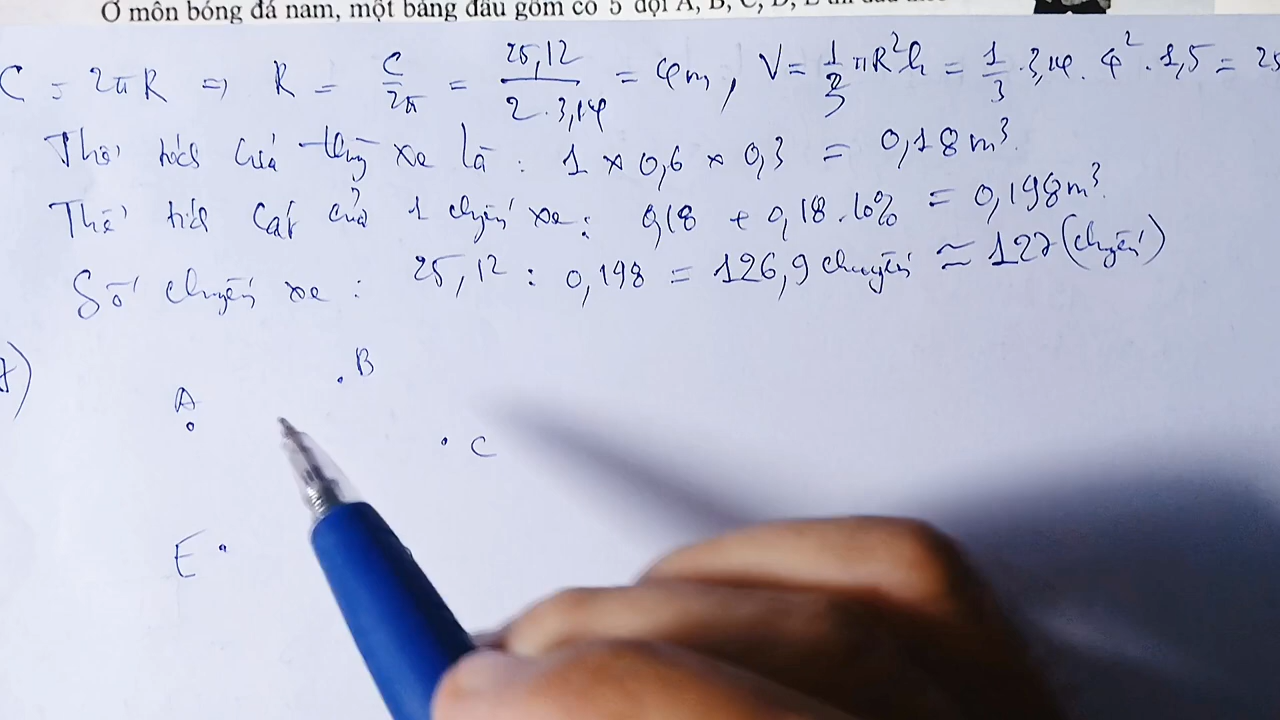 Ở môn bóng đá nam, một bảng đấu gồm có 5 đội A, B, C, D, E
C = 2πR ⇒ R = C/2π = 25,12/2.3,14 = 4m, V = 1/3 πR²h = 1/3 . 3,14 . 4² . 1,5 = 25
Thể tích của thùng xe là : 1 × 0,6 × 0,3 = 0,18 m³.
Thể tích cát của 1 chuyến xe : 0,18 + 0,18 . 10% = 0,198 m³.
Số chuyến xe : 25,12 : 0,198 = 126,9 chuyến ≈ 127 (chuyến)
B
A
C
E